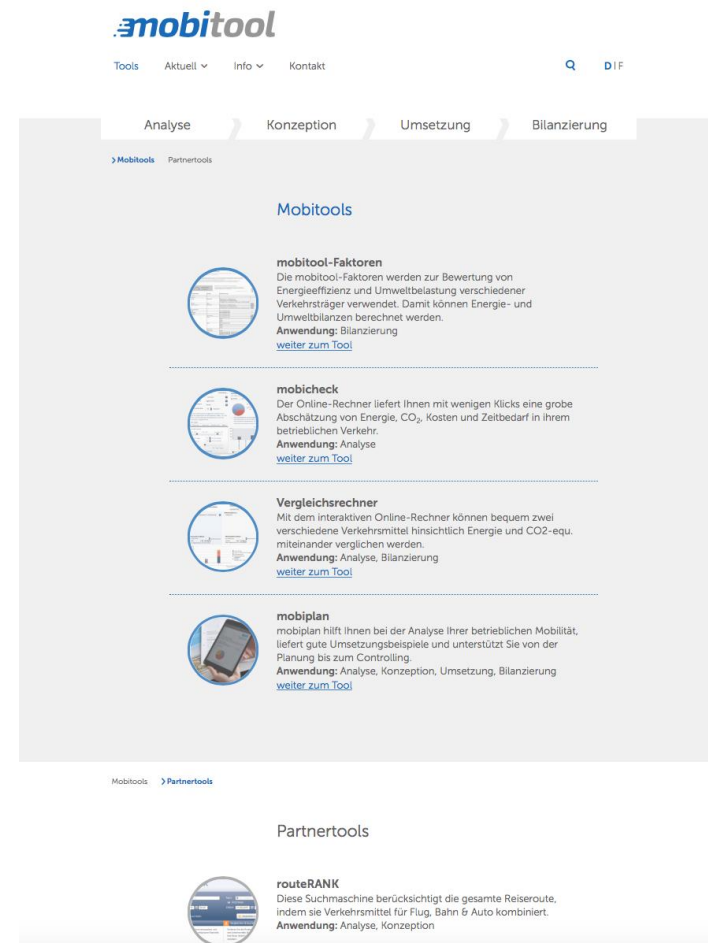 mobitool
Tools Aktuell Info Kontakt D|F
Analyse Konzeption Umsetzung Bilanzierung
Mobitools Partnertools
Mobitools
mobitool-Faktoren
Die mobitool-Faktoren werden zur Bewertung von
Energieeffizienz und Umweltbelastung verschiedener
Verkehrsträger verwendet. Damit können Energie- und
Umweltbilanzen berechnet werden.
Anwendung: Bilanzierung
weiter zum Tool
mobicheck
Der Online-Rechner liefert Ihnen mit wenigen Klicks eine grobe
Abschätzung von Energie, CO₂, Kosten und Zeitbedarf in ihrem
betrieblichen Verkehr.
Anwendung: Analyse
weiter zum Tool
Vergleichsrechner
Mit dem interaktiven Online-Rechner können bequem zwei
verschiedene Verkehrsmittel hinsichtlich Energie und CO2-equ.
miteinander verglichen werden.
Anwendung: Analyse, Bilanzierung
weiter zum Tool
mobiplan
mobiplan hilft Ihnen bei der Analyse Ihrer betrieblichen Mobilität,
liefert gute Umsetzungsbeispiele und unterstützt Sie von der
Planung bis zum Controlling.
Anwendung: Analyse, Konzeption, Umsetzung, Bilanzierung
weiter zum Tool
Mobitools Partnertools
Partnertools
routeRANK
Diese Suchmaschine berücksichtigt die gesamte Reiseroute,
indem sie Verkehrsmittel für Flug, Bahn & Auto kombiniert.
Anwendung: Analyse, Konzeption